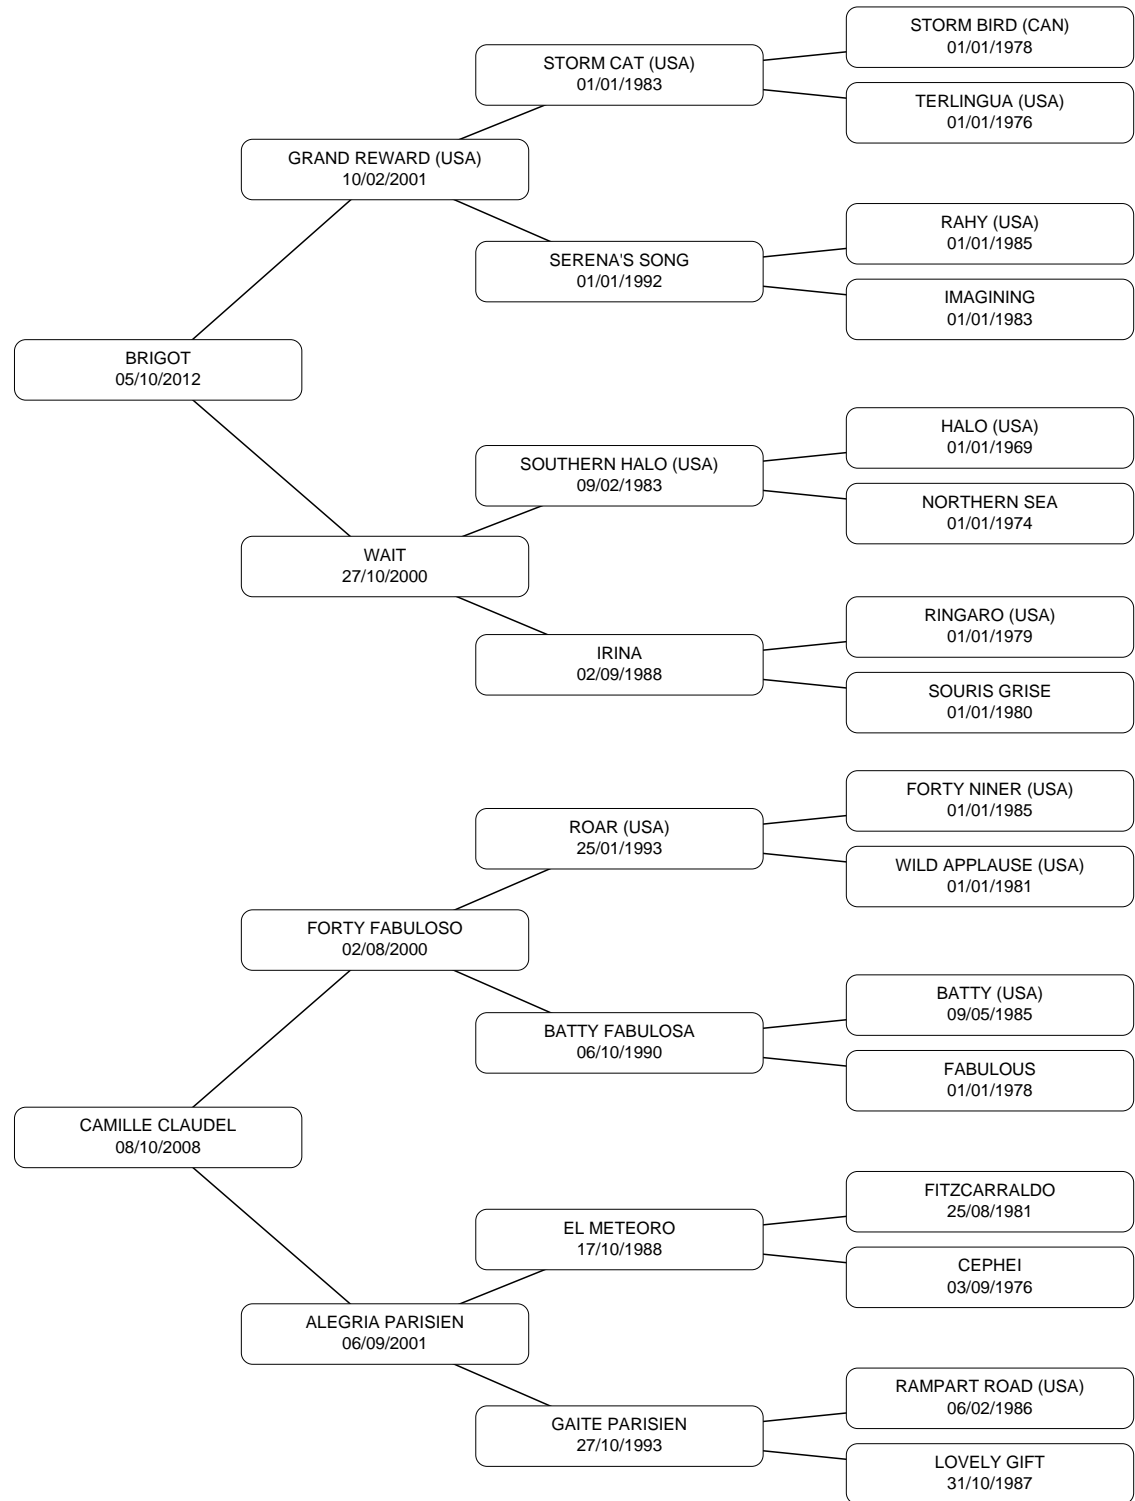 STORM BIRD (CAN)
01/01/1978
STORM CAT (USA)
01/01/1983
TERLINGUA (USA)
01/01/1976
GRAND REWARD (USA)
10/02/2001
RAHY (USA)
01/01/1985
SERENA'S SONG
01/01/1992
IMAGINING
01/01/1983
BRIGOT
05/10/2012
HALO (USA)
01/01/1969
SOUTHERN HALO (USA)
09/02/1983
NORTHERN SEA
01/01/1974
WAIT
27/10/2000
RINGARO (USA)
01/01/1979
IRINA
02/09/1988
SOURIS GRISE
01/01/1980
FORTY NINER (USA)
01/01/1985
ROAR (USA)
25/01/1993
WILD APPLAUSE (USA)
01/01/1981
FORTY FABULOSO
02/08/2000
BATTY (USA)
09/05/1985
BATTY FABULOSA
06/10/1990
FABULOUS
01/01/1978
CAMILLE CLAUDEL
08/10/2008
FITZCARRALDO
25/08/1981
EL METEORO
17/10/1988
CEPHEI
03/09/1976
ALEGRIA PARISIEN
06/09/2001
RAMPART ROAD (USA)
06/02/1986
GAITE PARISIEN
27/10/1993
LOVELY GIFT
31/10/1987